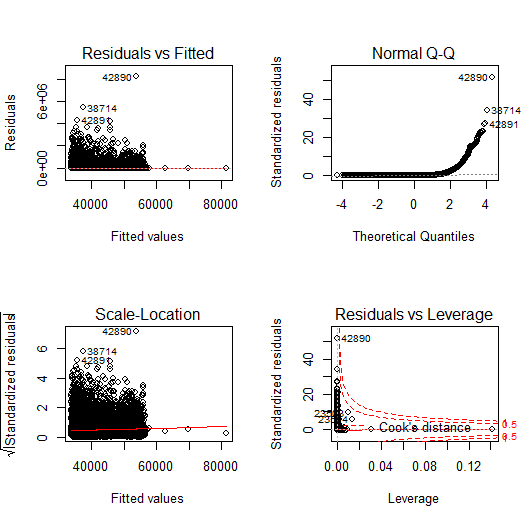 Residuals vs Fitted
Residuals
0e+00
6e+06
42890
38714
42891
40000
60000
80000
Fitted values
Normal Q-Q
Standardized residuals
0
20
40
42890
38714
42891
-4
-2
0
2
4
Theoretical Quantiles
Scale-Location
√|Standardized residuals|
0
2
4
6
42890
38714
42891
40000
60000
80000
Fitted values
Residuals vs Leverage
Standardized residuals
0
20
40
42890
Cook's distance
0.5
0.5
0.00
0.04
0.08
0.12
Leverage